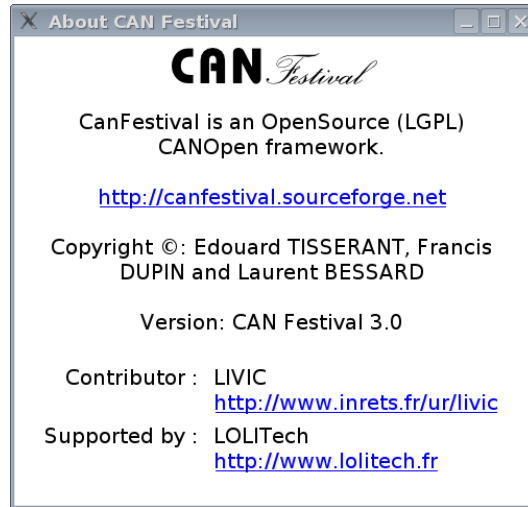 About CAN Festival
CAN Festival
CanFestival is an OpenSource (LGPL)
CANOpen framework.
http://canfestival.sourceforge.net
Copyright ©: Edouard TISSERANT, Francis
DUPIN and Laurent BESSARD
Version: CAN Festival 3.0
Contributor : LIVIC
http://www.inrets.fr/ur/livic
Supported by : LOLITech
http://www.lolitech.fr